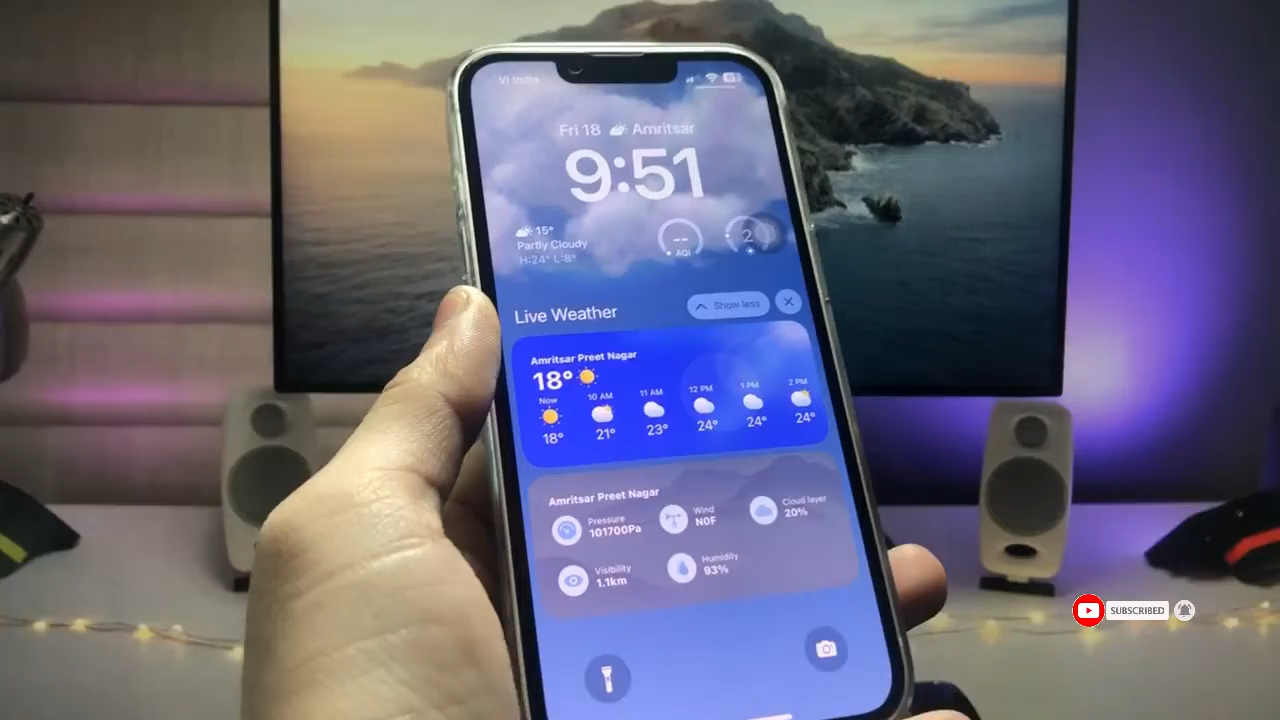 Vi India
Fri 18 Amritsar
9:51
15°
Partly Cloudy
H:24° L:8°
--
AQI
2
Live Weather
Show less
Amritsar Preet Nagar
18°
Now 10 AM 11 AM 12 PM 1 PM 2 PM
18° 21° 23° 24° 24° 24°
Amritsar Preet Nagar
Pressure
101700Pa
Wind
N0F
Cloud layer
20%
Visibility
1.1km
Humidity
93%
SUBSCRIBED